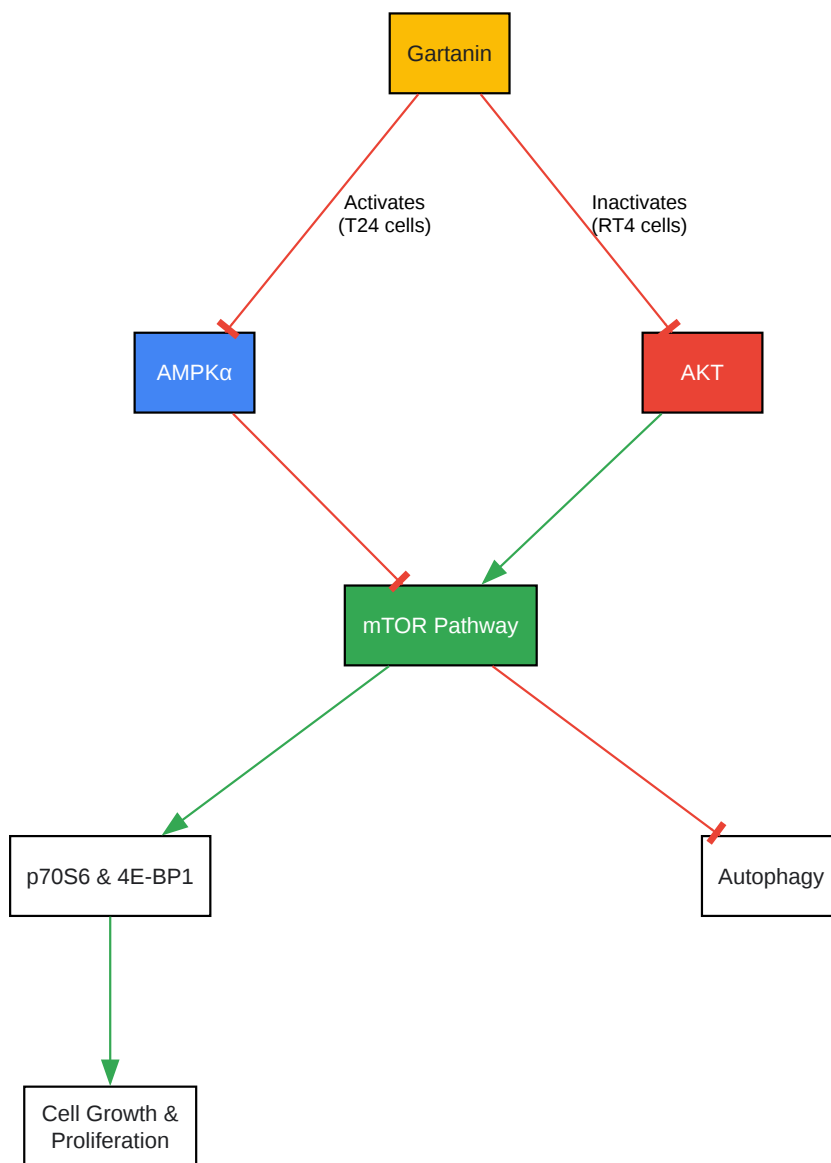 Gartanin
Activates
(T24 cells)
Inactivates
(RT4 cells)
AMPKα
AKT
mTOR Pathway
p70S6 & 4E-BP1
Autophagy
Cell Growth &
Proliferation